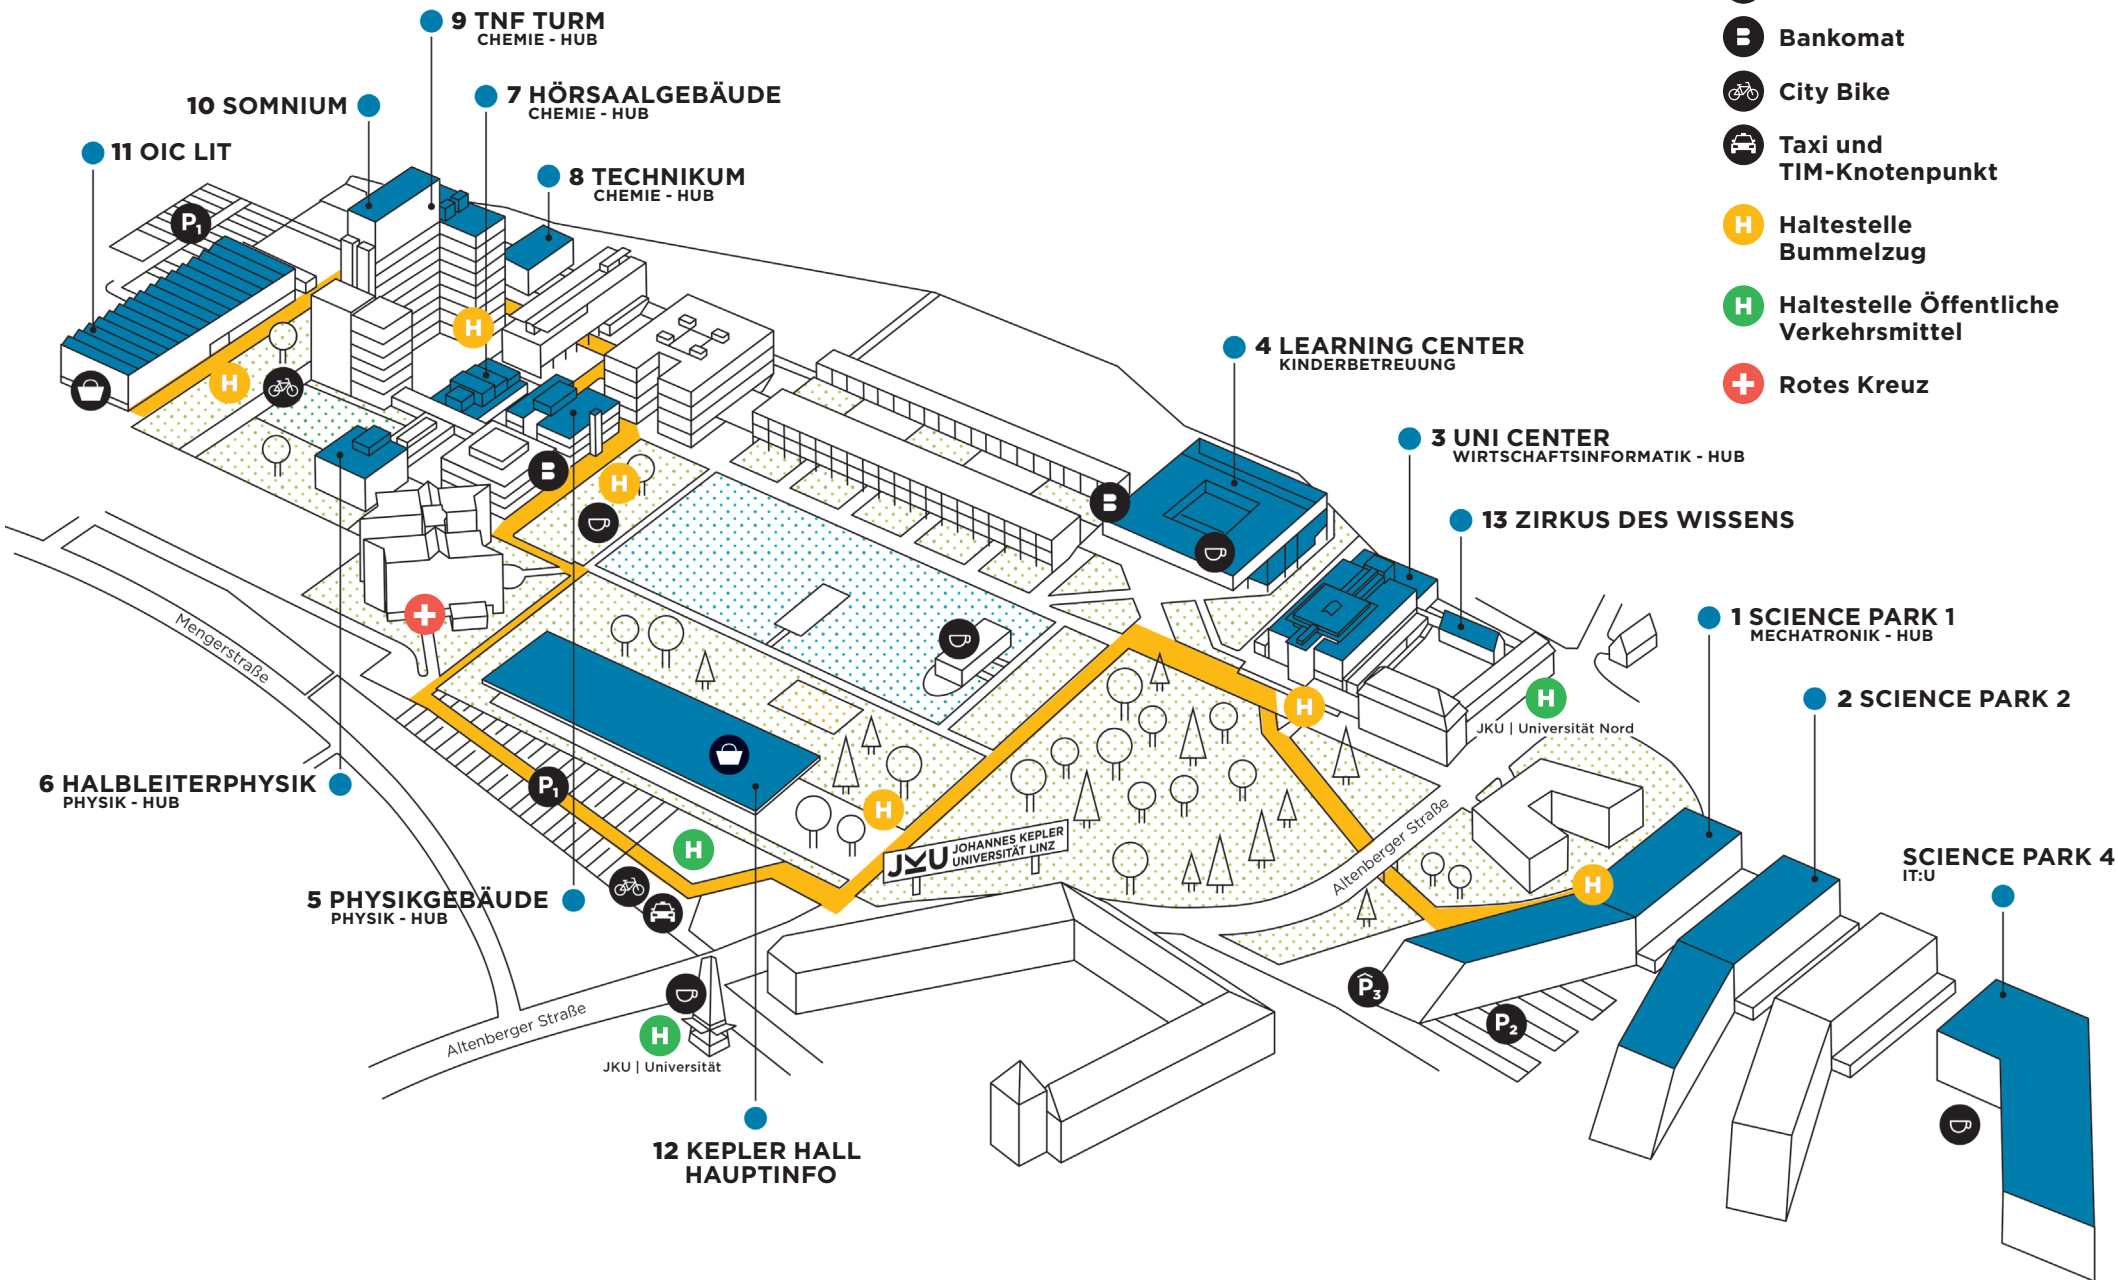 9 TNF TURM
CHEMIE - HUB
10 SOMNIUM
7 HÖRSAALGEBÄUDE
CHEMIE - HUB
11 OIC LIT
8 TECHNIKUM
CHEMIE - HUB
B Bankomat
City Bike
Taxi und
TIM-Knotenpunkt
H Haltestelle
Bummelzug
H Haltestelle Öffentliche
Verkehrsmittel
Rotes Kreuz
P1
H
H
4 LEARNING CENTER
KINDERBETREUUNG
3 UNI CENTER
WIRTSCHAFTSINFORMATIK - HUB
B
H
B
13 ZIRKUS DES WISSENS
Mengerstraße
1 SCIENCE PARK 1
MECHATRONIK - HUB
2 SCIENCE PARK 2
H
H
JKU | Universität Nord
6 HALBLEITERPHYSIK
PHYSIK - HUB
P1
H
H
JKU JOHANNES KEPLER
UNIVERSITÄT LINZ
Altenberger Straße
H
SCIENCE PARK 4
IT:U
5 PHYSIKGEBÄUDE
PHYSIK - HUB
P3
P2
Altenberger Straße
H
JKU | Universität
12 KEPLER HALL
HAUPTINFO